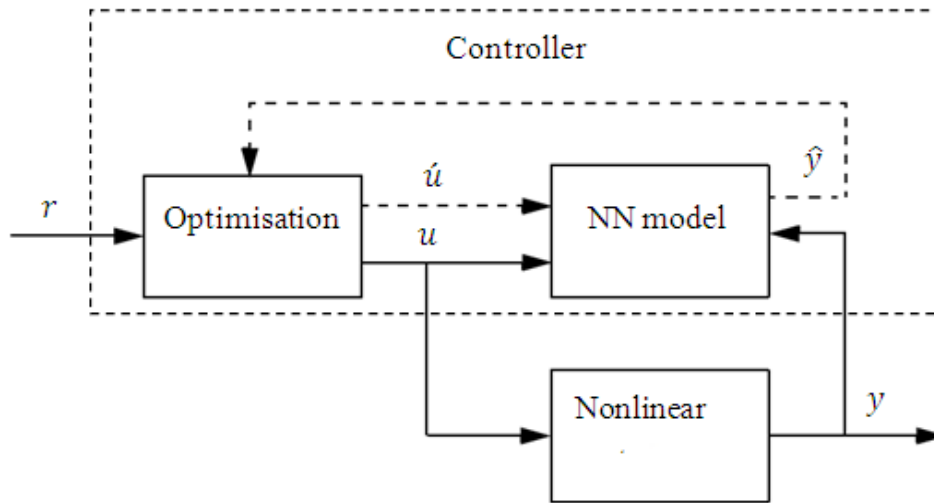 Controller
ŷ
ú
r
Optimisation
NN model
u
Nonlinear
y